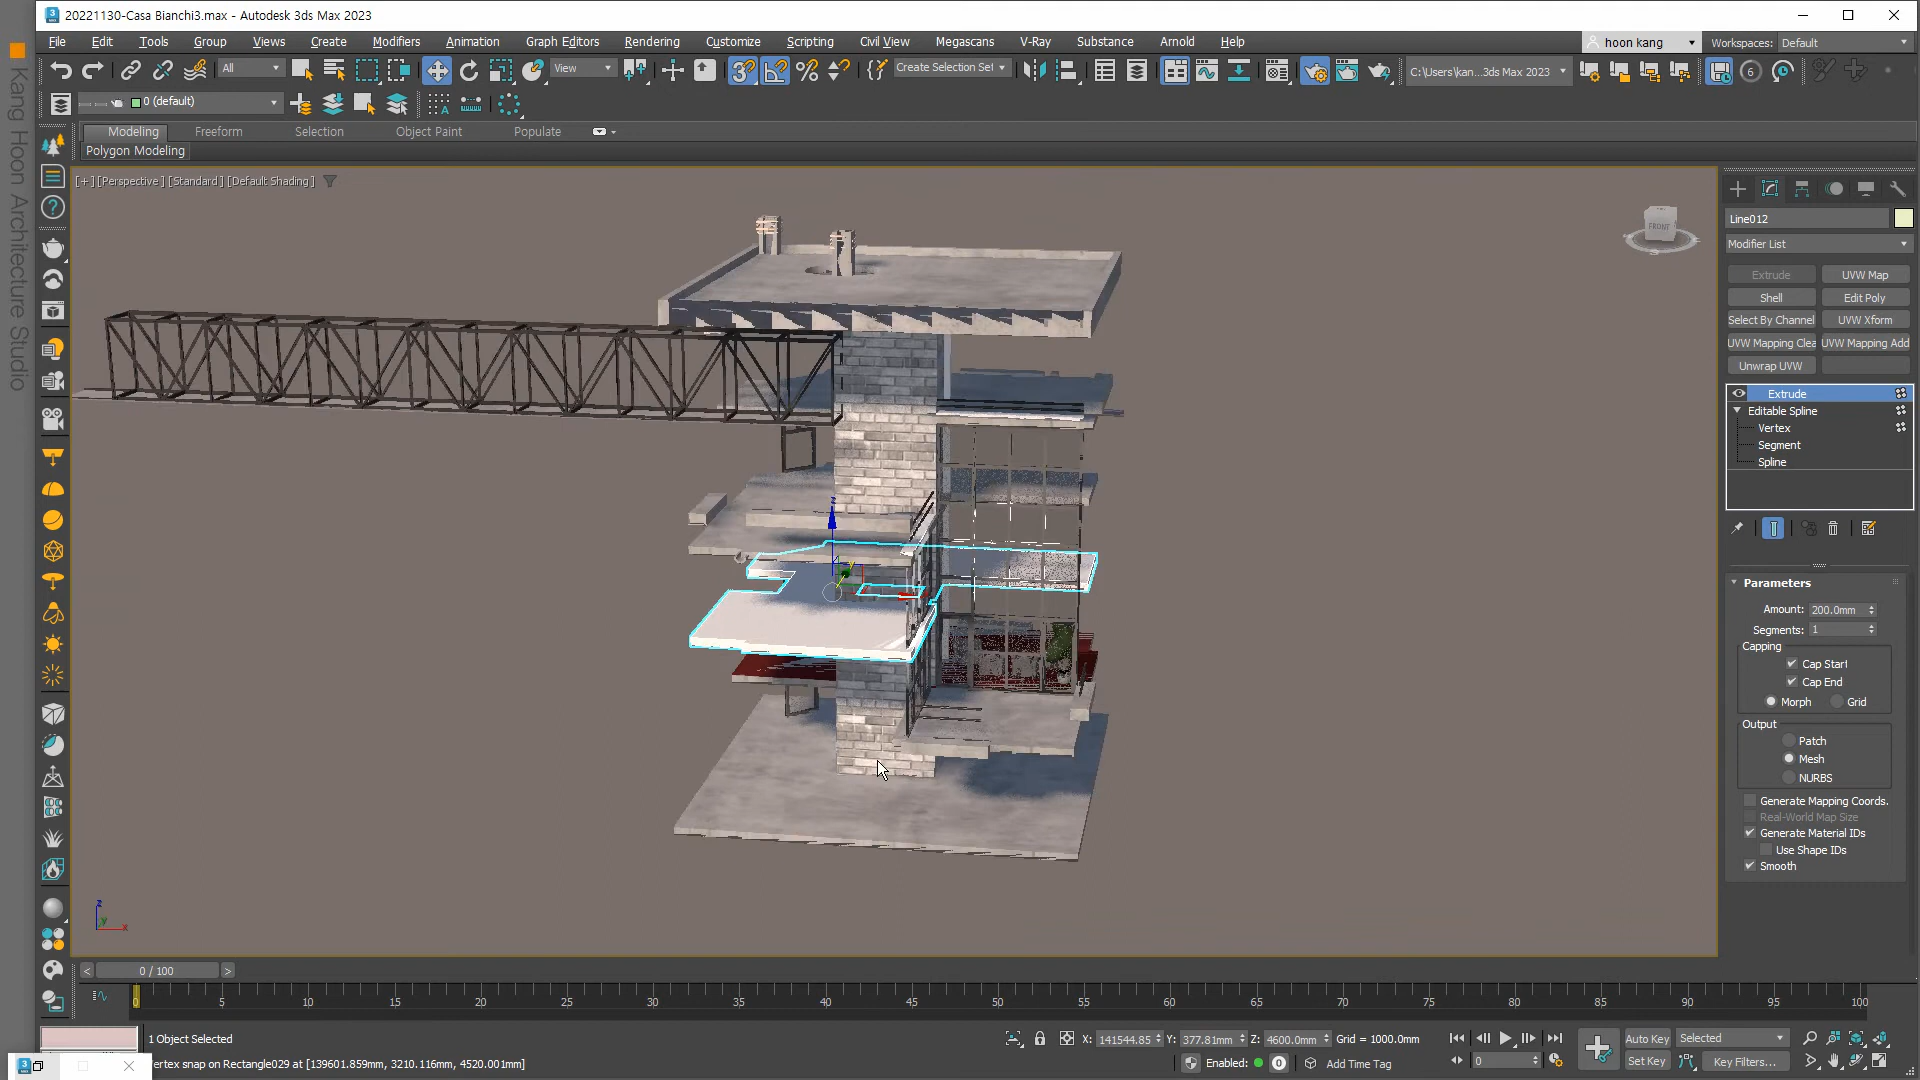 20221130-Casa Bianchi3.max - Autodesk 3ds Max 2023
File Edit Tools Group Views Create Modifiers Animation Graph Editors Rendering Customize Scripting Civil View Megascans V-Ray Substance Arnold Help
hoon kang Workspaces: Default
All View Create Selection Set C:\Users\kan...3ds Max 2023 6
0 (default)
Modeling Freeform Selection Object Paint Populate
Polygon Modeling
Kang Hoon Architecture Studio
[+] [Perspective ] [Standard ] [Default Shading ]
FRONT
Line012
Modifier List
Extrude UVW Map
Shell Edit Poly
Select By Channel UVW Xform
UVW Mapping Clea UVW Mapping Add
Unwrap UVW
Extrude
Editable Spline
Vertex
Segment
Spline
Parameters
Amount: 200.0mm
Segments: 1
Capping
Cap Start
Cap End
Morph Grid
Output
Patch
Mesh
NURBS
Generate Mapping Coords.
Real-World Map Size
Generate Material IDs
Use Shape IDs
Smooth
z
y
x
z
y
x
< 0 / 100 >
0 5 10 15 20 25 30 35 40 45 50 55 60 65 70 75 80 85 90 95 100
1 Object Selected
X: 141544.85 Y: 377.81mm Z: 4600.0mm Grid = 1000.0mm
Auto Key Selected
ertex snap on Rectangle029 at [139601.859mm, 3210.116mm, 4520.001mm]
Enabled: 0 Add Time Tag
0 Set Key Key Filters...